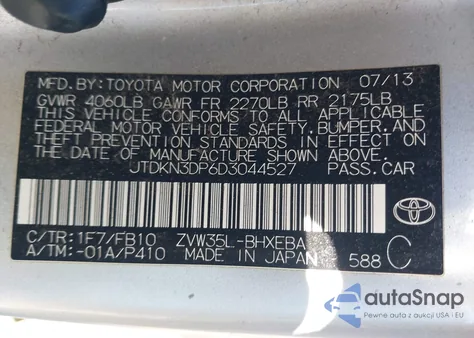 MFD. BY: TOYOTA MOTOR CORPORATION 07/13
GVWR 4060LB GAWR FR 2270LB RR 2175LB
THIS VEHICLE CONFORMS TO ALL APPLICABLE
FEDERAL MOTOR VEHICLE SAFETY, BUMPER, AND
THEFT PREVENTION STANDARDS IN EFFECT ON
THE DATE OF MANUFACTURE SHOWN ABOVE.
JTDKN3DP6D3044527 PASS. CAR
C/TR: 1F7/FB10 ZVW35L-BHXEBA
A/TM: -01A/P410 MADE IN JAPAN 588 C
TOYOTA
autoSnap
Pewne auta z aukcji z USA i EU